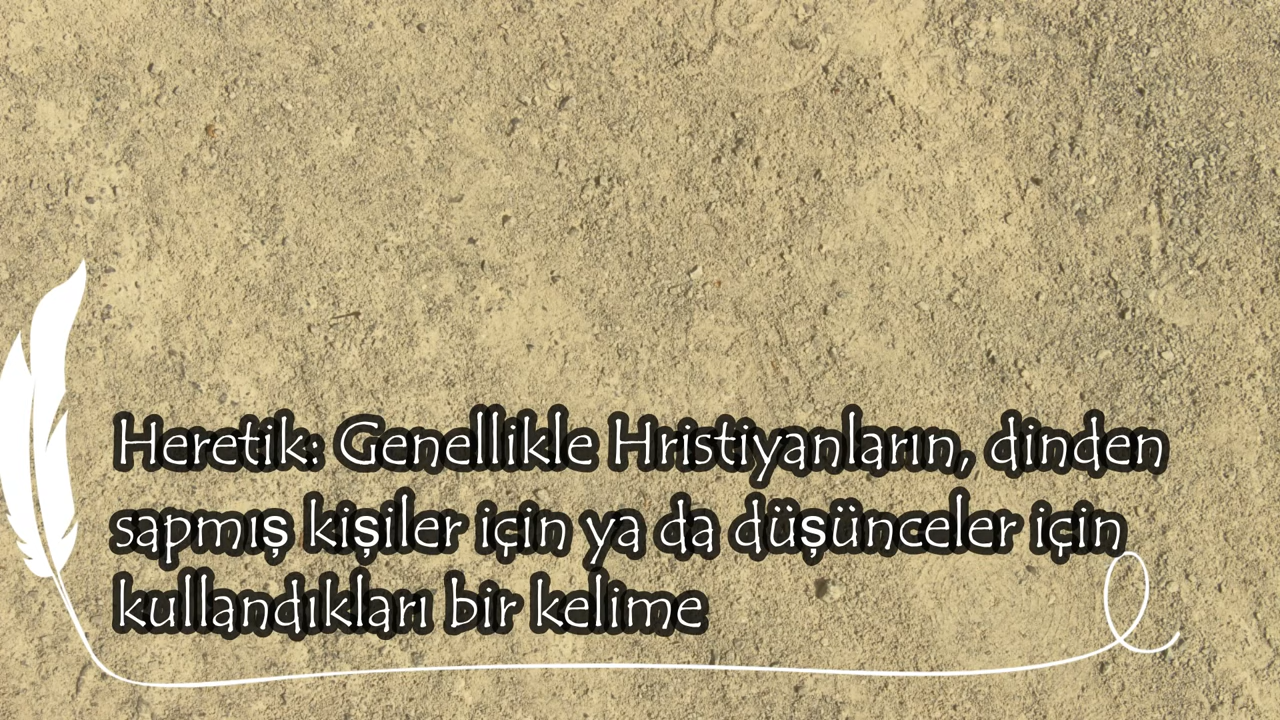 Heretik: Genellikle Hristiyanların, dinden
sapmış kişiler için ya da düşünceler için
kullandıkları bir kelime